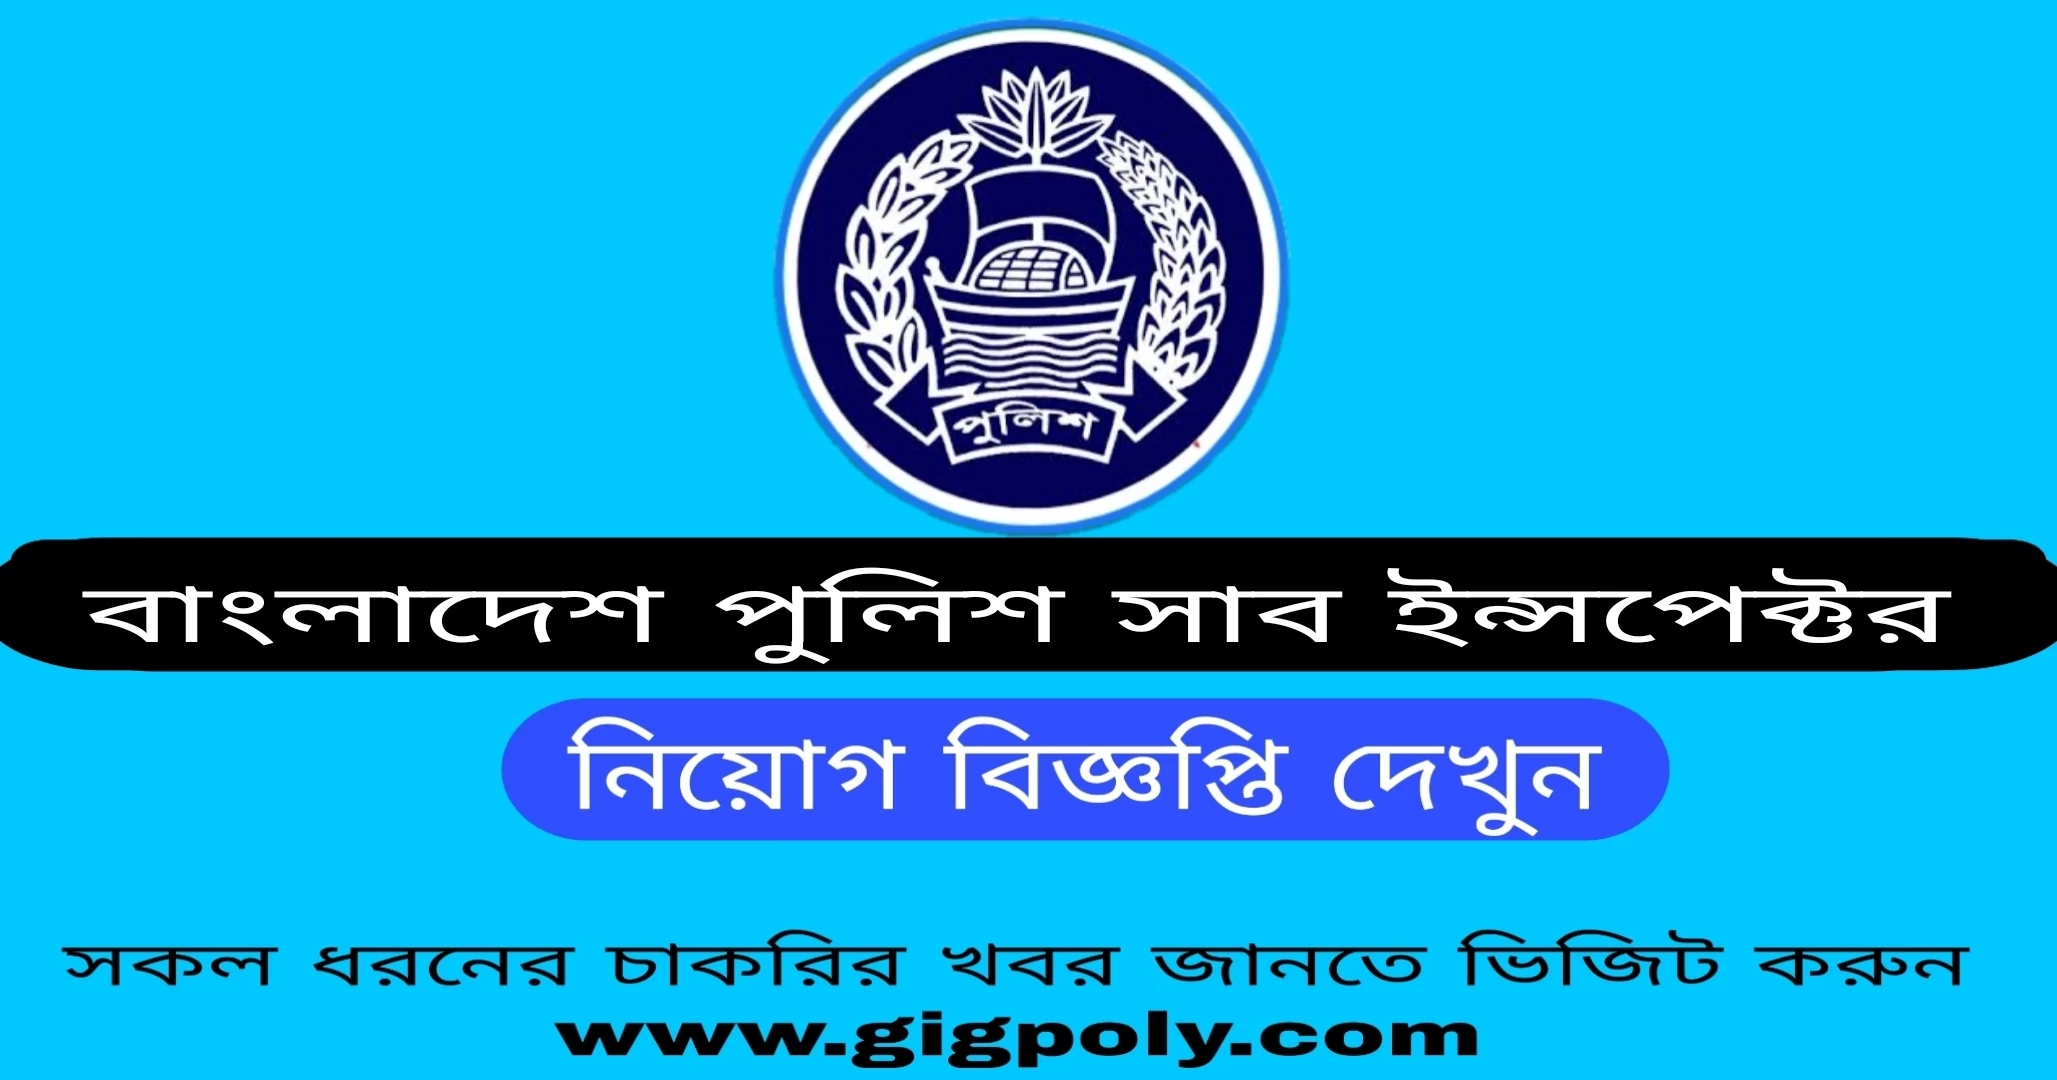 পুলিশ
বাংলাদেশ পুলিশ সাব ইন্সপেক্টর
নিয়োগ বিজ্ঞপ্তি দেখুন
সকল ধরনের চাকরির খবর জানতে ভিজিট করুন
www.gigpoly.com